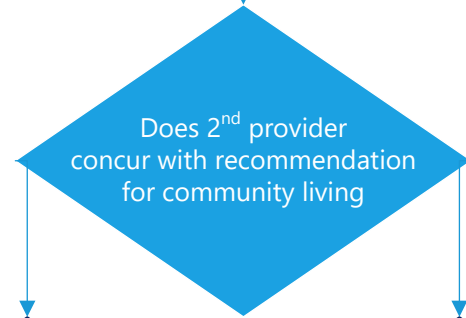 Does 2nd provider
concur with recommendation
for community living